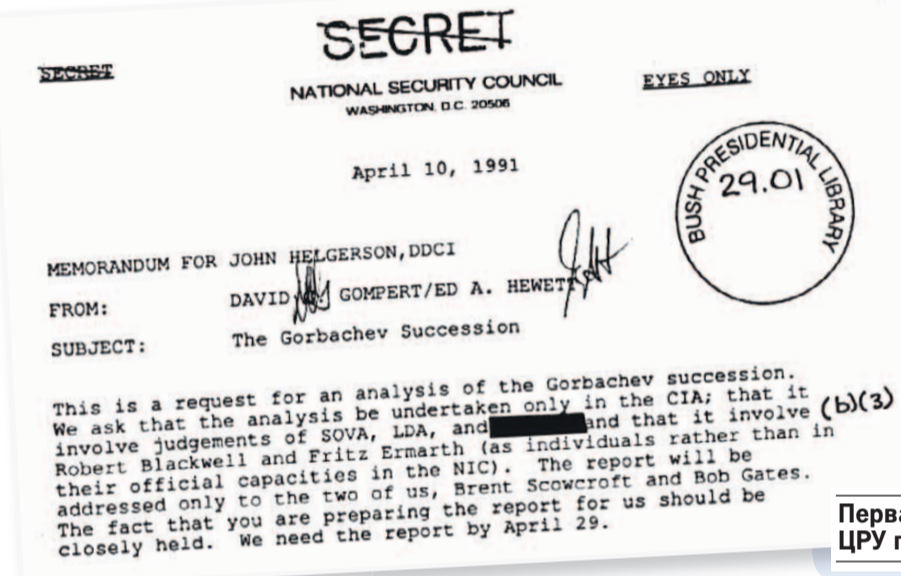 SECRET
SECRET
NATIONAL SECURITY COUNCIL
WASHINGTON, D.C. 20506
EYES ONLY
April 10, 1991
BUSH PRESIDENTIAL LIBRARY
29.01
MEMORANDUM FOR JOHN HELGERSON, DDCI
FROM: DAVID GOMPERT/ED A. HEWETT
SUBJECT: The Gorbachev Succession
This is a request for an analysis of the Gorbachev succession.
We ask that the analysis be undertaken only in the CIA; that it
involve judgements of SOVA, LDA, and and that it involve (b)(3)
Robert Blackwell and Fritz Ermarth (as individuals rather than in
their official capacities in the NIC). The report will be
addressed only to the two of us, Brent Scowcroft and Bob Gates.
The fact that you are preparing the report for us should be
closely held. We need the report by April 29.
Перва
ЦРУ